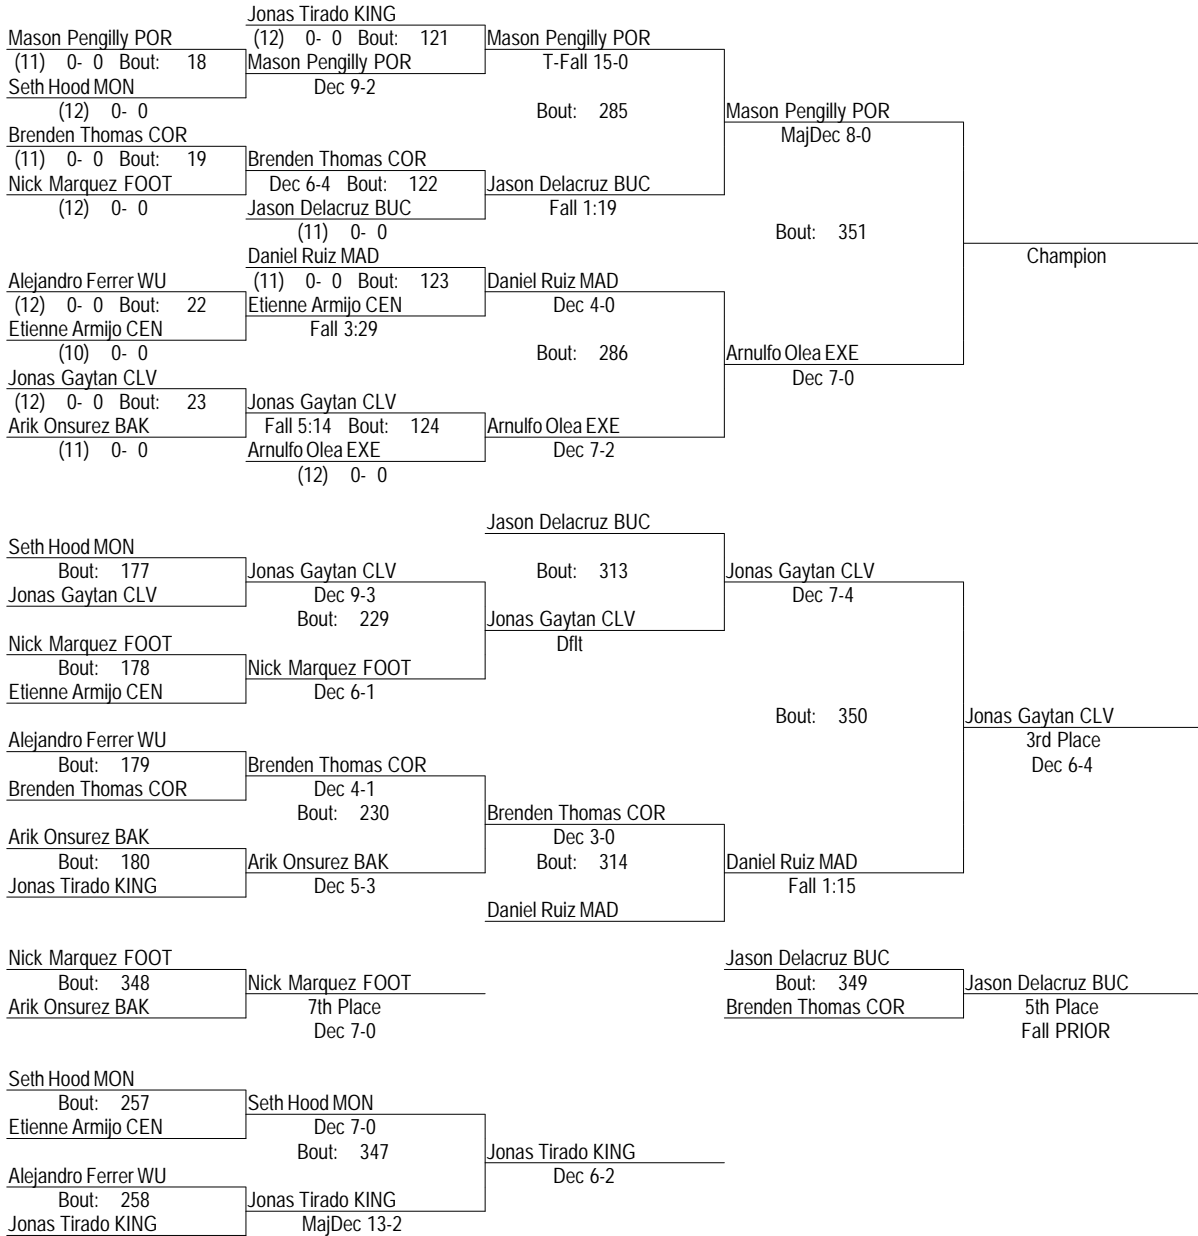 Jonas Tirado KING
Mason Pengilly POR
(12) 0- 0 Bout: 121
Mason Pengilly POR
(11) 0- 0 Bout: 18
Mason Pengilly POR
T-Fall 15-0
Seth Hood MON
Dec 9-2
(12) 0- 0
Bout: 285
Mason Pengilly POR
Brenden Thomas COR
MajDec 8-0
(11) 0- 0 Bout: 19
Brenden Thomas COR
Nick Marquez FOOT
Dec 6-4 Bout: 122
Jason Delacruz BUC
(12) 0- 0
Jason Delacruz BUC
Fall 1:19
(11) 0- 0
Bout: 351
Daniel Ruiz MAD
Champion
Alejandro Ferrer WU
(11) 0- 0 Bout: 123
Daniel Ruiz MAD
(12) 0- 0 Bout: 22
Etienne Armijo CEN
Dec 4-0
Etienne Armijo CEN
Fall 3:29
(10) 0- 0
Bout: 286
Arnulfo Olea EXE
Jonas Gaytan CLV
Dec 7-0
(12) 0- 0 Bout: 23
Jonas Gaytan CLV
Arik Onsurez BAK
Fall 5:14 Bout: 124
Arnulfo Olea EXE
(11) 0- 0
Arnulfo Olea EXE
Dec 7-2
(12) 0- 0
Jason Delacruz BUC
Seth Hood MON
Bout: 177
Jonas Gaytan CLV
Bout: 313
Jonas Gaytan CLV
Jonas Gaytan CLV
Dec 9-3
Dec 7-4
Bout: 229
Jonas Gaytan CLV
Nick Marquez FOOT
Dflt
Bout: 178
Nick Marquez FOOT
Etienne Armijo CEN
Dec 6-1
Bout: 350
Jonas Gaytan CLV
Alejandro Ferrer WU
3rd Place
Bout: 179
Brenden Thomas COR
Dec 6-4
Brenden Thomas COR
Dec 4-1
Bout: 230
Brenden Thomas COR
Arik Onsurez BAK
Dec 3-0
Bout: 180
Arik Onsurez BAK
Bout: 314
Daniel Ruiz MAD
Jonas Tirado KING
Dec 5-3
Fall 1:15
Daniel Ruiz MAD
Nick Marquez FOOT
Jason Delacruz BUC
Bout: 348
Nick Marquez FOOT
Bout: 349
Jason Delacruz BUC
Arik Onsurez BAK
7th Place
Brenden Thomas COR
5th Place
Dec 7-0
Fall PRIOR
Seth Hood MON
Bout: 257
Seth Hood MON
Etienne Armijo CEN
Dec 7-0
Bout: 347
Jonas Tirado KING
Alejandro Ferrer WU
Dec 6-2
Bout: 258
Jonas Tirado KING
Jonas Tirado KING
MajDec 13-2